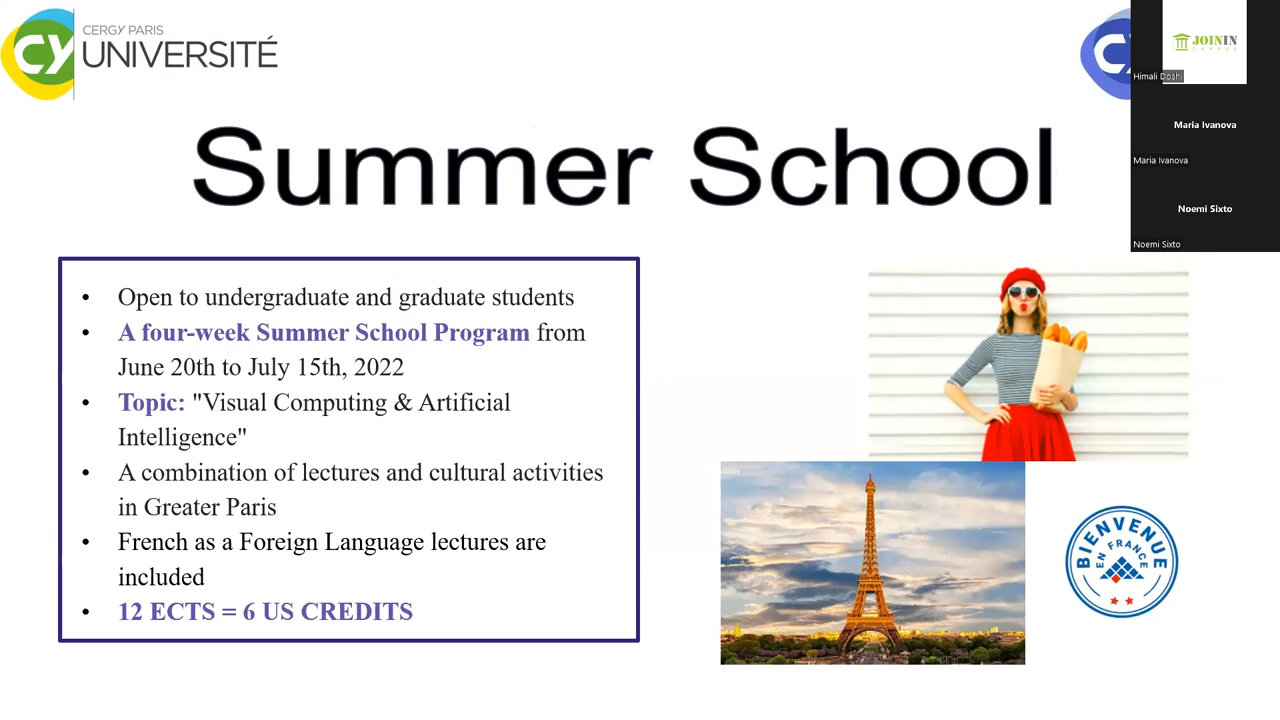 CY
CERGY PARIS
UNIVERSITÉ
CY
JOININ
CAMPUS
Himali Doshi
Maria Ivanova
Maria Ivanova
Noemi Sixto
Noemi Sixto
Summer School
• Open to undergraduate and graduate students
• A four-week Summer School Program from
June 20th to July 15th, 2022
• Topic: "Visual Computing & Artificial
Intelligence"
• A combination of lectures and cultural activities
in Greater Paris
• French as a Foreign Language lectures are
included
• 12 ECTS = 6 US CREDITS
BIENVENUE
EN FRANCE